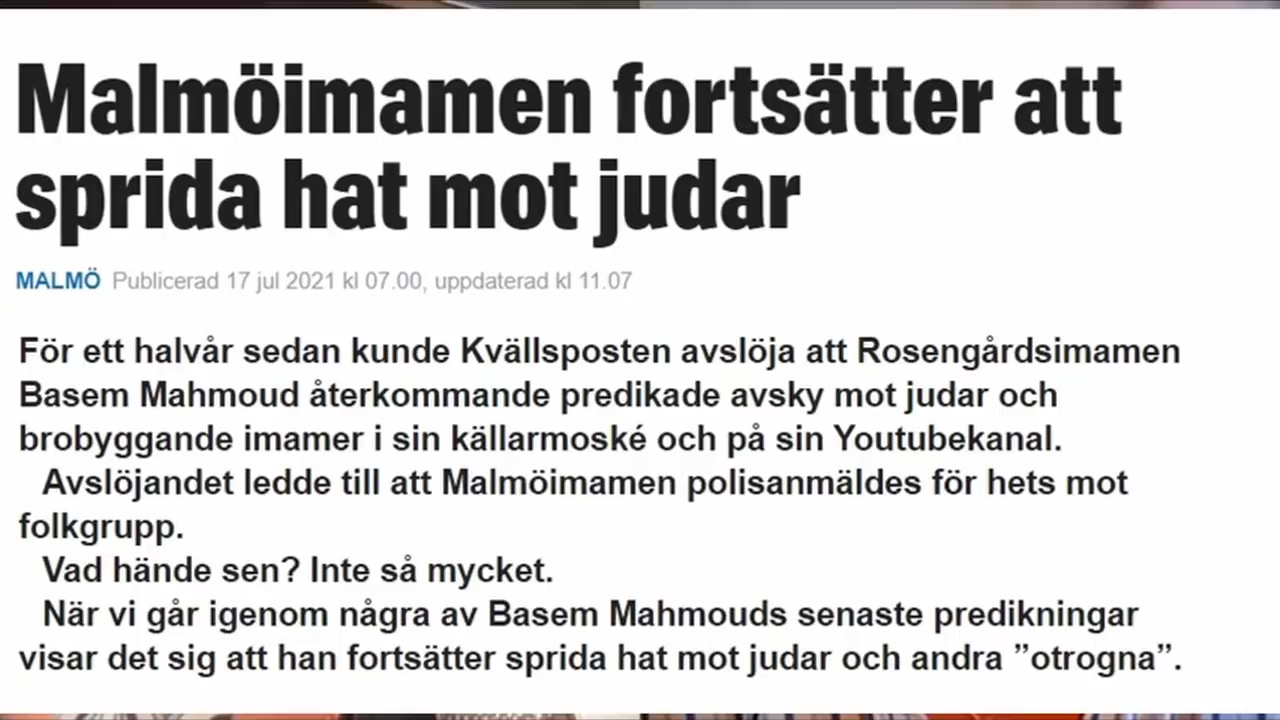 Malmöimamen fortsätter att
sprida hat mot judar
MALMÖ Publicerad 17 jul 2021 kl 07.00, uppdaterad kl 11.07
För ett halvår sedan kunde Kvällsposten avslöja att Rosengårdsimamen
Basem Mahmoud återkommande predikade avsky mot judar och
brobyggande imamer i sin källarmoské och på sin Youtubekanal.
Avslöjandet ledde till att Malmöimamen polisanmäldes för hets mot
folkgrupp.
Vad hände sen? Inte så mycket.
När vi går igenom några av Basem Mahmouds senaste predikningar
visar det sig att han fortsätter sprida hat mot judar och andra ”otrogna”.